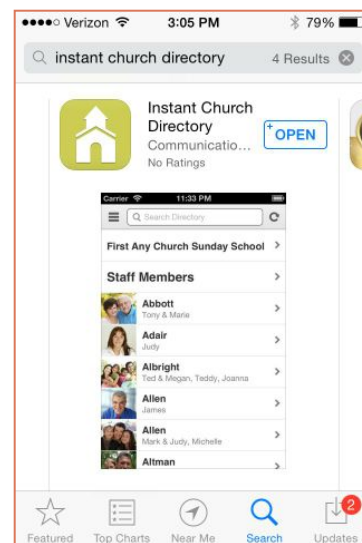 Verizon 3:05 PM 79%
instant church directory 4 Results
Instant Church
Directory
Communicatio...
No Ratings
+ OPEN
Carrier 11:33 PM
Search Directory
First Any Church Sunday School
Staff Members
Abbott
Tony & Maria
Adair
Judy
Albright
Ted & Megan, Teddy, Joanna
Allen
James
Allen
Mark & Judy, Michelle
Altman
Featured Top Charts Near Me Search Updates
2